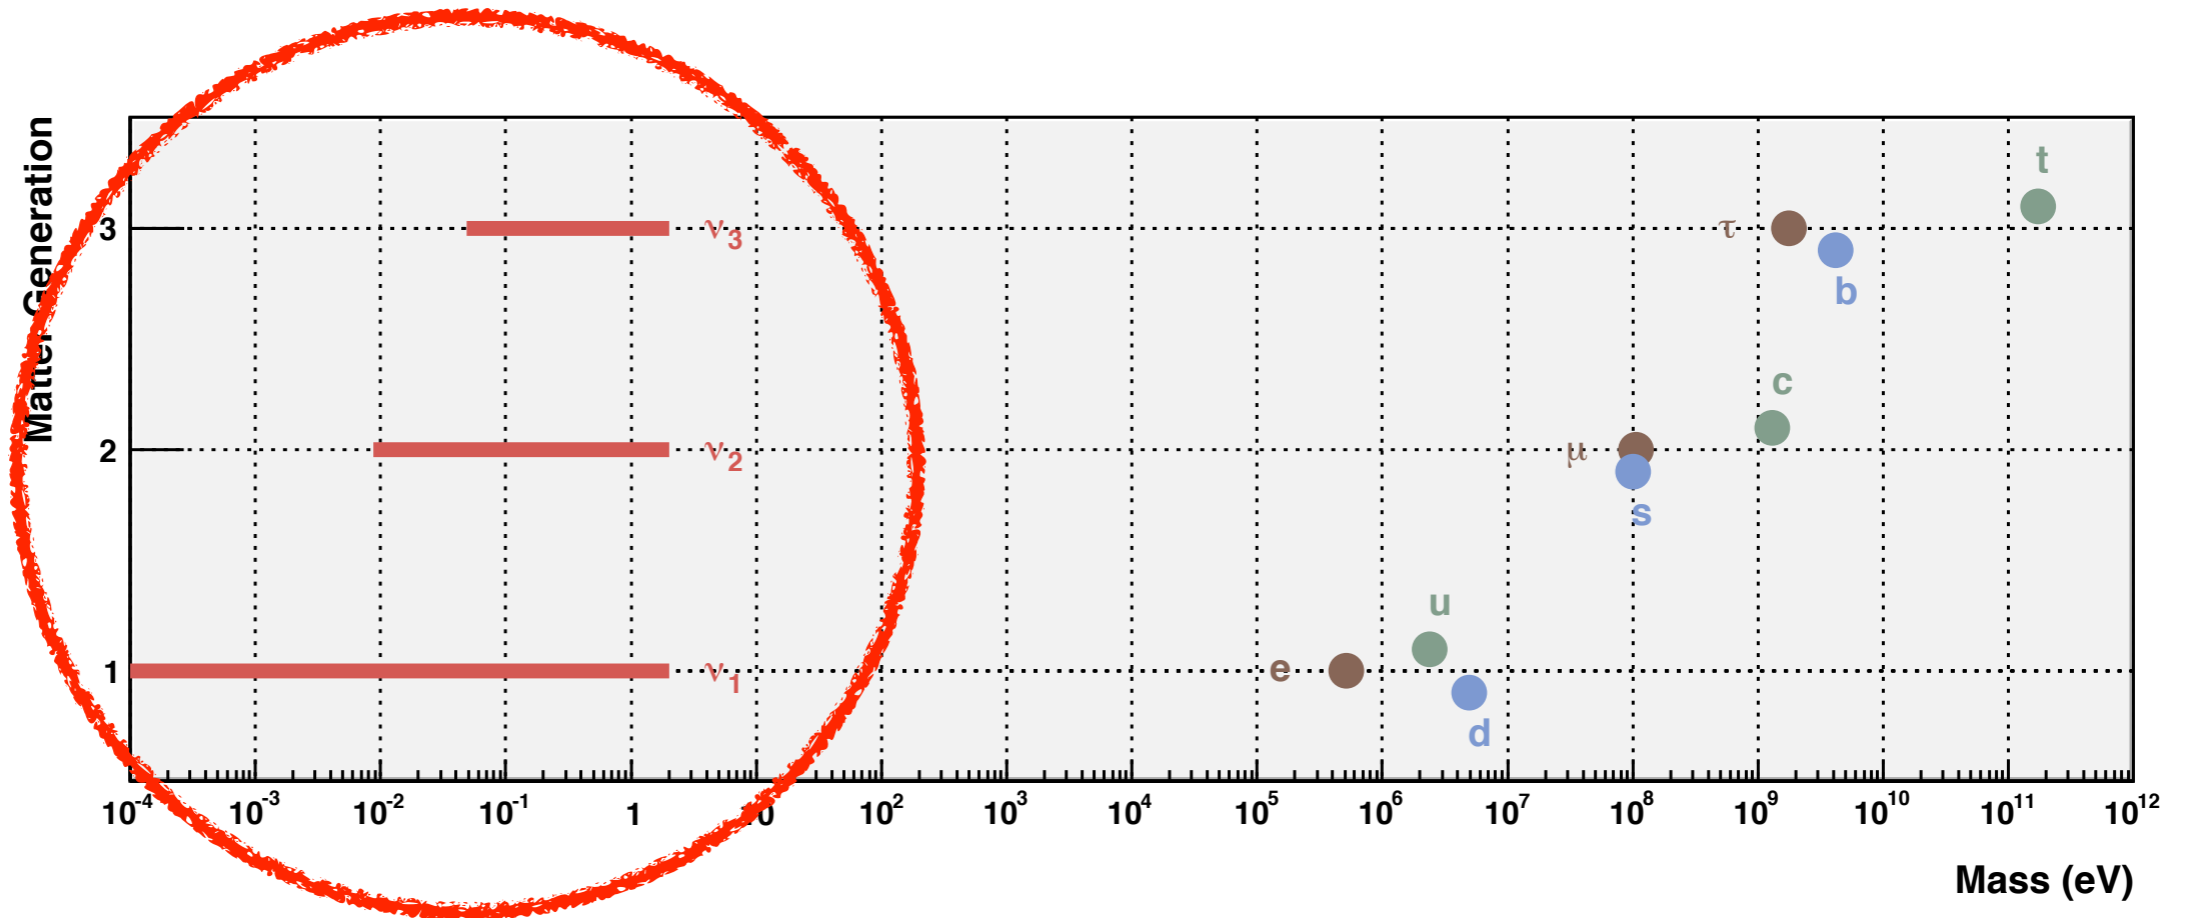 Matter Generation
t
3
ν3
τ
b
c
2
ν2
μ
s
u
1
ν1
e
d
10-4 10-3 10-2 10-1 1 10 102 103 104 105 106 107 108 109 1010 1011 1012
Mass (eV)